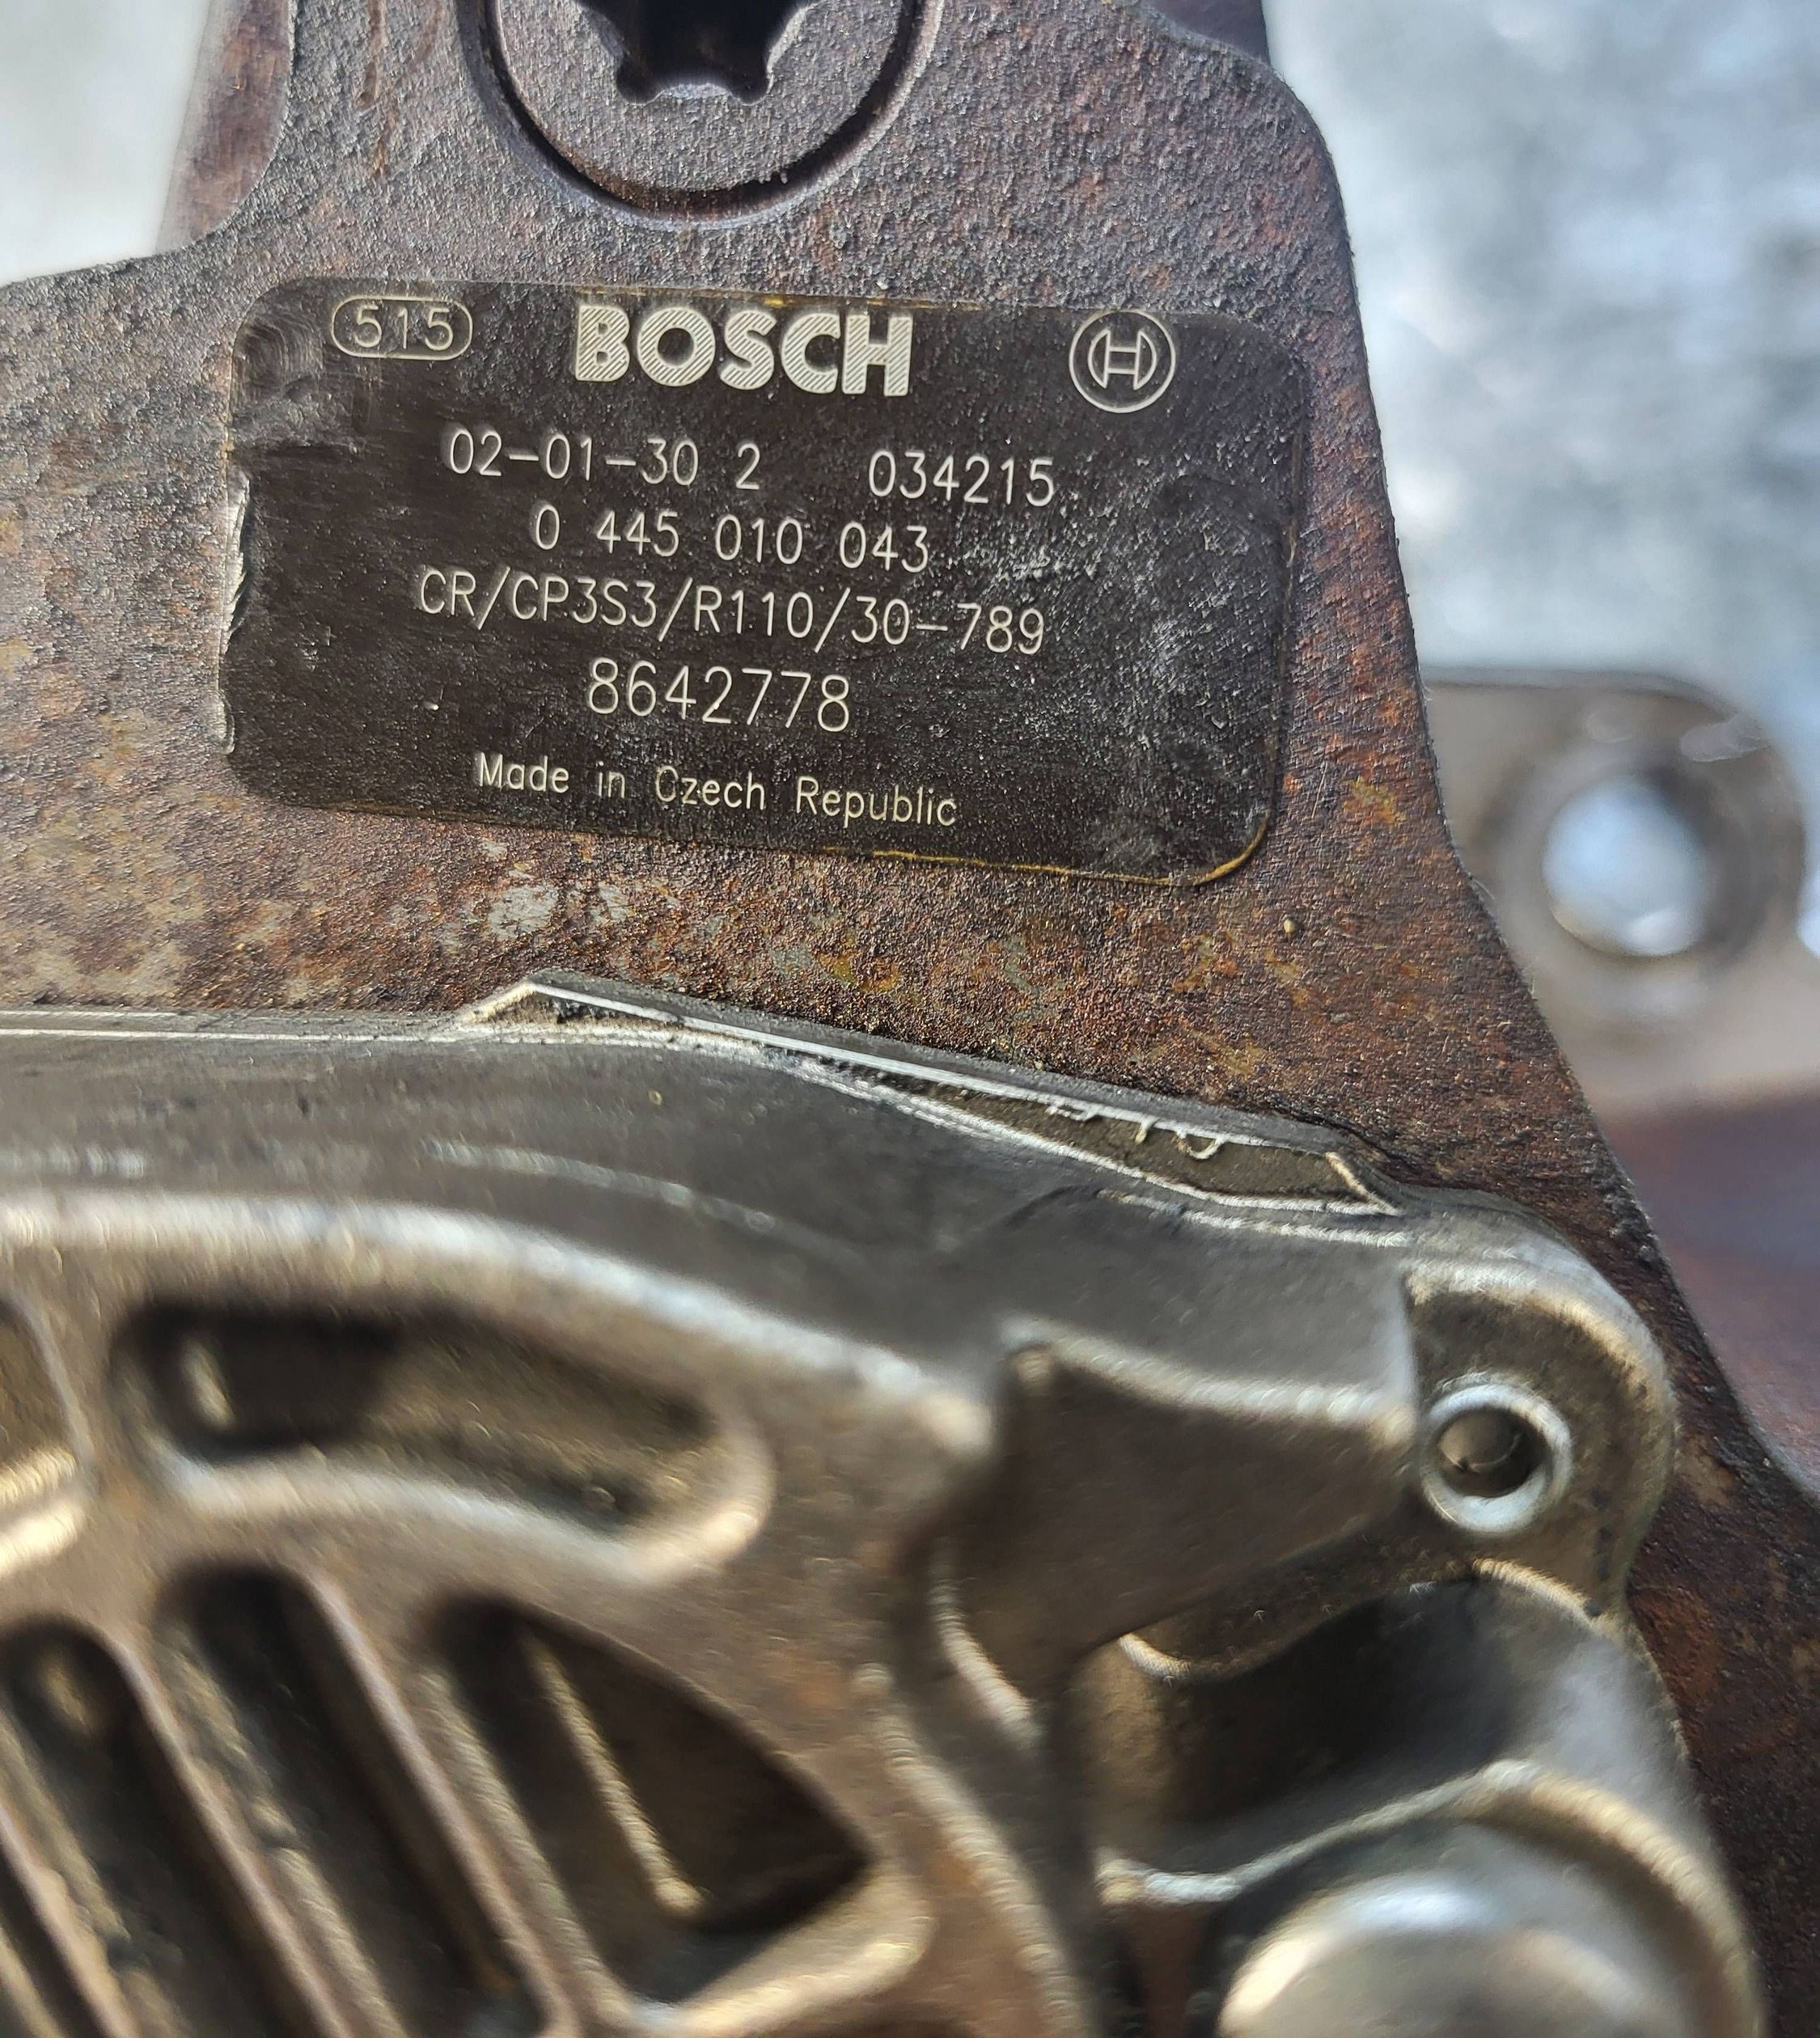 515 BOSCH
02-01-30 2 034215
0 445 010 043
CR/CP3S3/R110/30-789
8642778
Made in Czech Republic